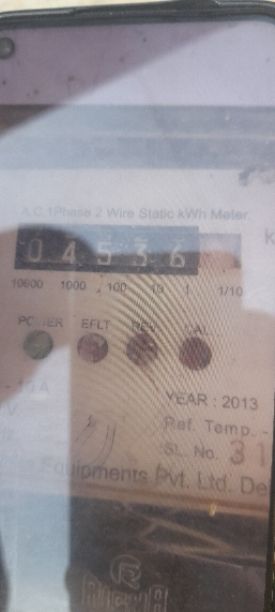 A.C. 1Phase 2 Wire Static kWh Meter
04536
10000 1000 100 10 1 1/10
POWER EFLT REV CAL
YEAR : 2013
Ref. Temp. -
SL. No. 31
Equipments Pvt. Ltd. De
R